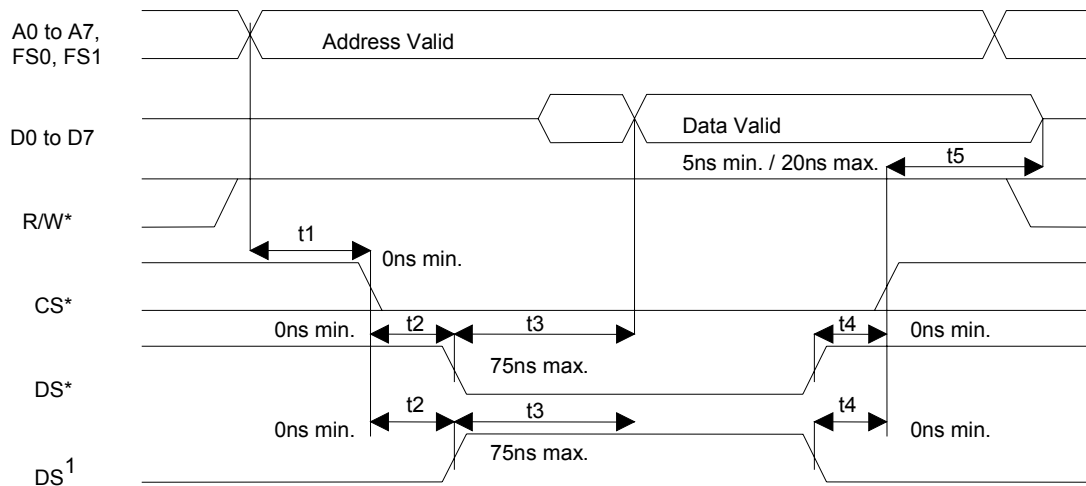 A0 to A7,
FS0, FS1
Address Valid
D0 to D7
Data Valid
5ns min. / 20ns max.
t5
R/W*
t1
0ns min.
CS*
0ns min.
t2
t3
t4
0ns min.
75ns max.
DS*
0ns min.
t2
t3
t4
0ns min.
75ns max.
DS1